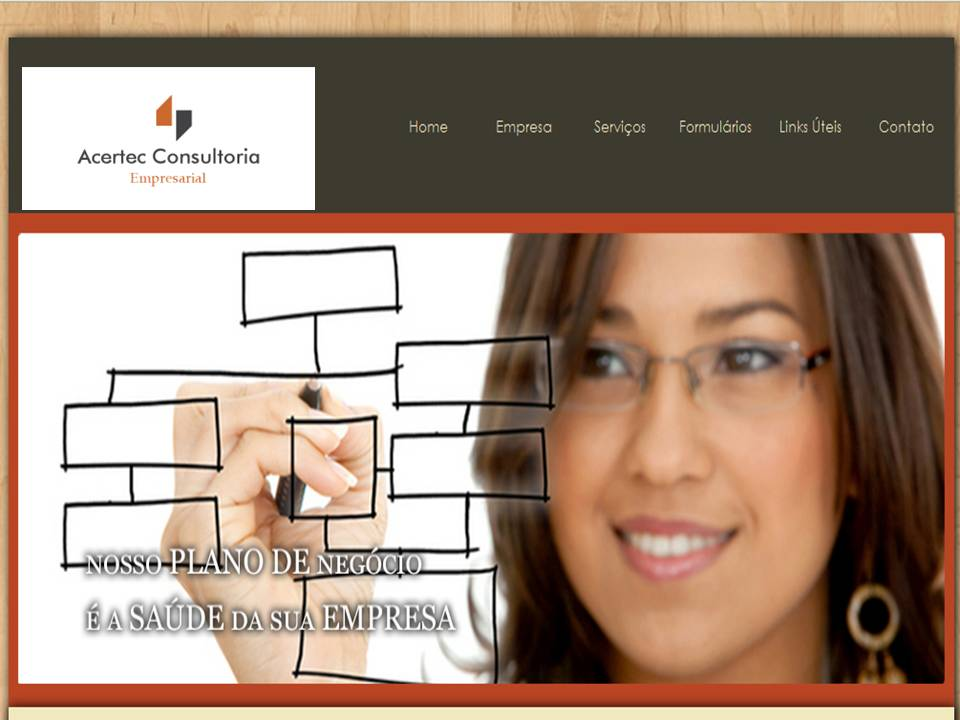 Acertec Consultoria
Empresarial
Home Empresa Serviços Formulários Links Úteis Contato
NOSSO PLANO DE NEGÓCIO
É A SAÚDE DA SUA EMPRESA